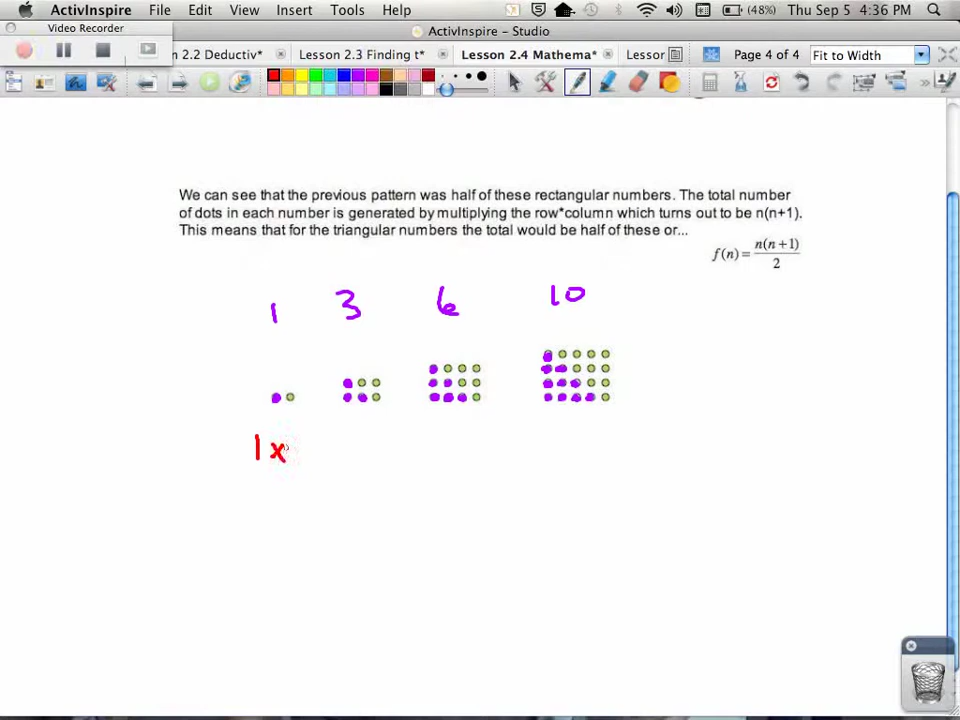 ActivInspire File Edit View Insert Tools Help (48%) Thu Sep 5 4:36 PM
Video Recorder
ActivInspire - Studio
n 2.2 Deductiv* Lesson 2.3 Finding t* Lesson 2.4 Mathema* Lessor Page 4 of 4 Fit to Width
We can see that the previous pattern was half of these rectangular numbers. The total number
of dots in each number is generated by multiplying the row*column which turns out to be n(n+1).
This means that for the triangular numbers the total would be half of these or...
f(n) = n(n+1)/2
1 3 6 10
1x